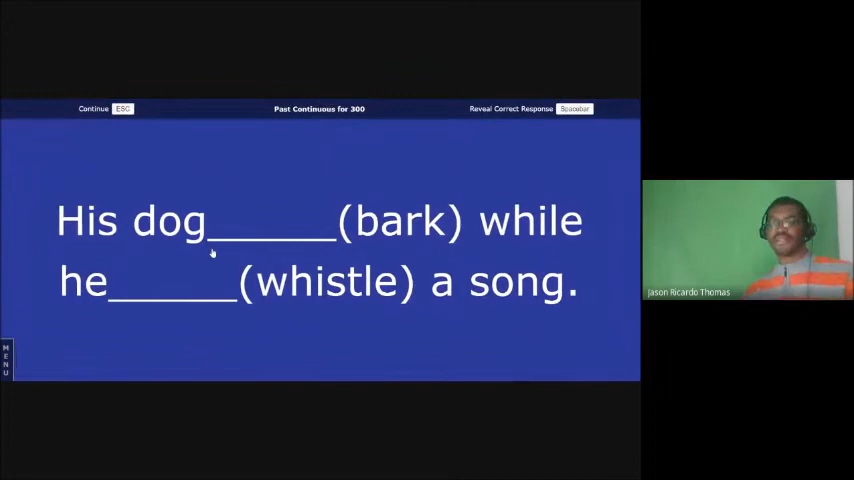 Continue ESC
Past Continuous for 300
Reveal Correct Response Spacebar
His dog______(bark) while
he______(whistle) a song.
MENU
Jason Ricardo Thomas